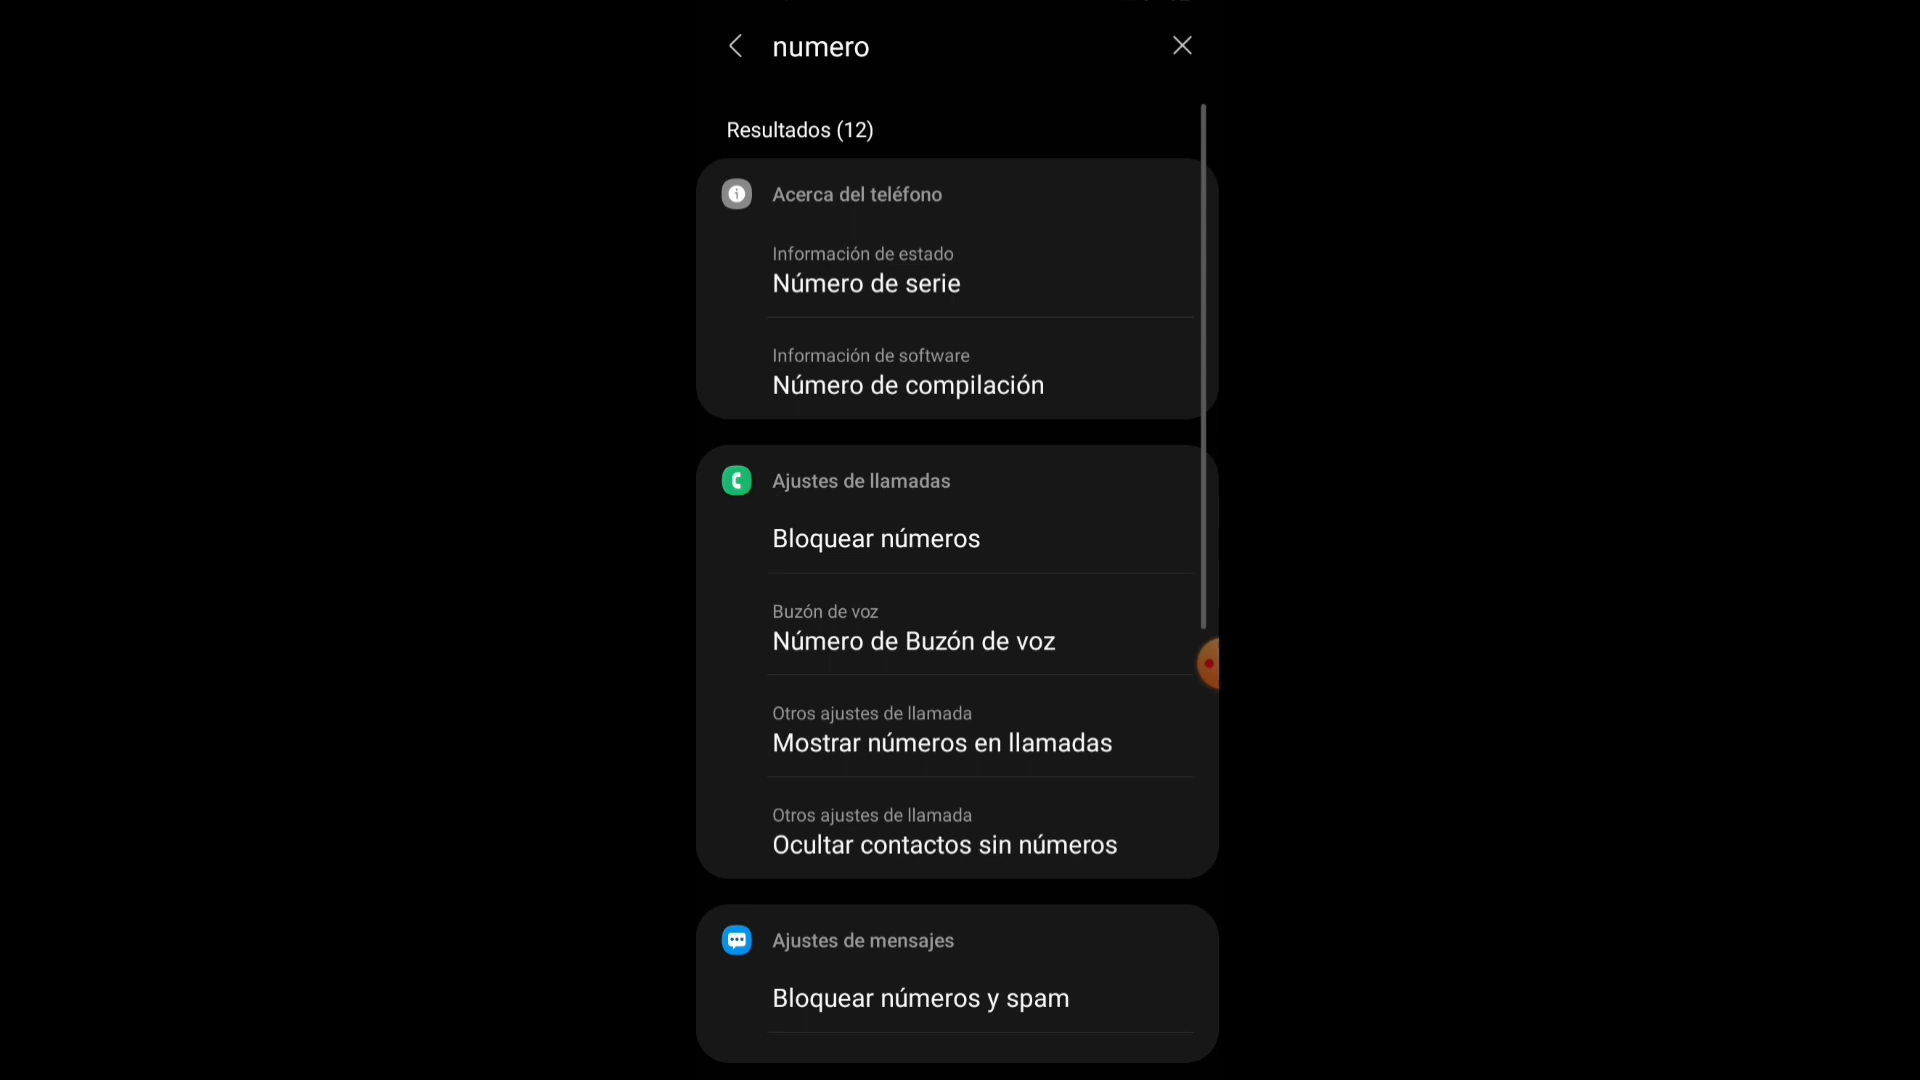 numero
Resultados (12)
Acerca del teléfono
Información de estado
Número de serie
Información de software
Número de compilación
Ajustes de llamadas
Bloquear números
Buzón de voz
Número de Buzón de voz
Otros ajustes de llamada
Mostrar números en llamadas
Otros ajustes de llamada
Ocultar contactos sin números
Ajustes de mensajes
Bloquear números y spam